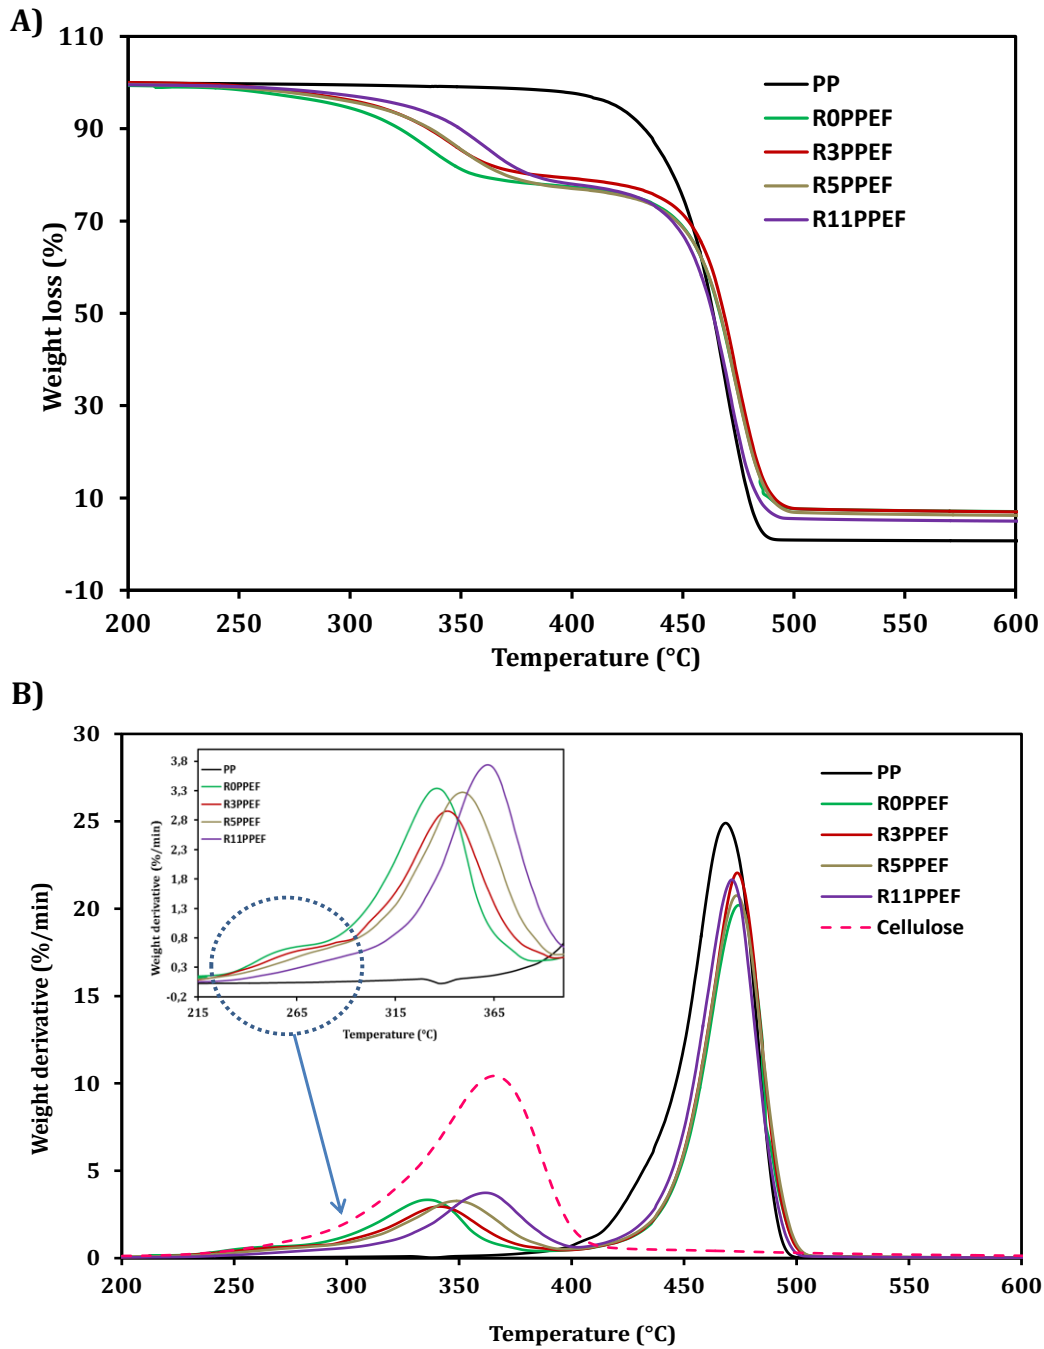 A)
110
90
70
50
30
10
-10
Weight loss (%)
PP
R0PPEF
R3PPEF
R5PPEF
R11PPEF
200 250 300 350 400 450 500 550 600
Temperature (°C)
B)
30
25
20
15
10
5
0
Weight derivative (%/min)
3,8
3,3
2,8
2,3
1,8
1,3
0,8
0,3
-0,2
Weight derivative (%/min)
PP
R0PPEF
R3PPEF
R5PPEF
R11PPEF
215 265 315 365
Temperature (°C)
PP
R0PPEF
R3PPEF
R5PPEF
R11PPEF
Cellulose
200 250 300 350 400 450 500 550 600
Temperature (°C)